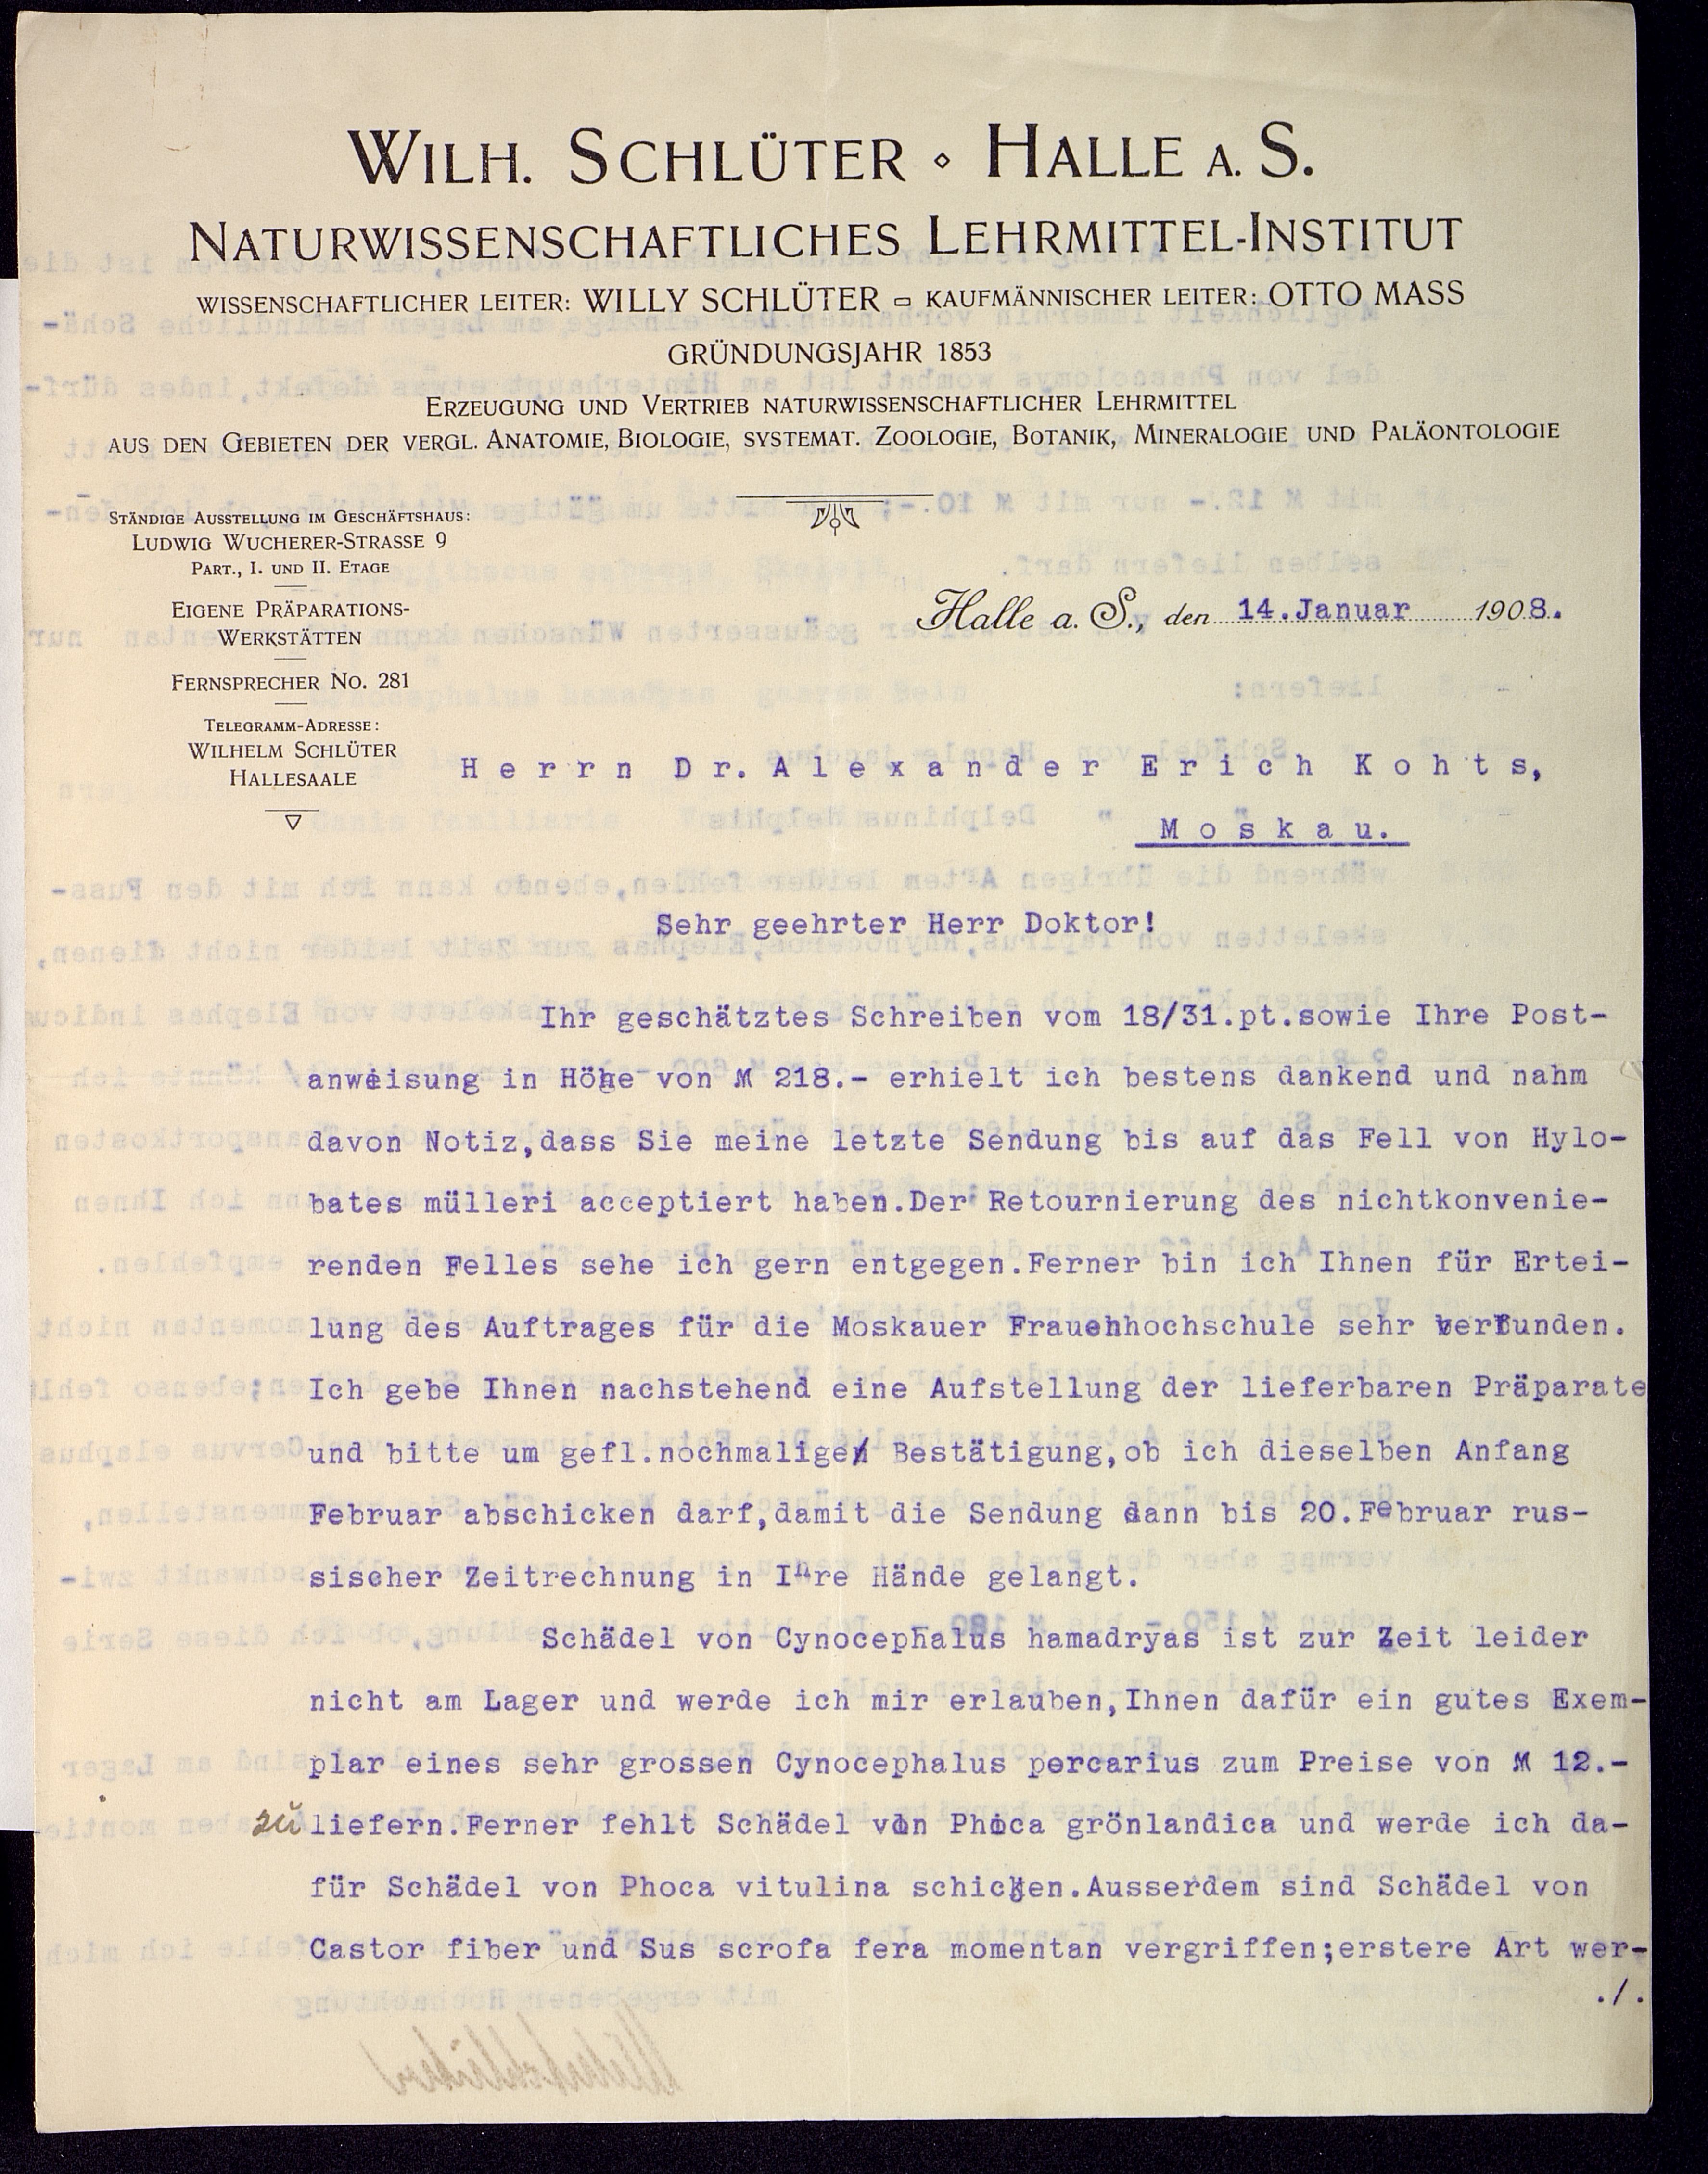 WILH. SCHLÜTER ⋄ HALLE A. S.
NATURWISSENSCHAFTLICHES LEHRMITTEL-INSTITUT
WISSENSCHAFTLICHER LEITER: WILLY SCHLÜTER ▭ KAUFMÄNNISCHER LEITER: OTTO MASS
GRÜNDUNGSJAHR 1853
ERZEUGUNG UND VERTRIEB NATURWISSENSCHAFTLICHER LEHRMITTEL
AUS DEN GEBIETEN DER VERGL. ANATOMIE, BIOLOGIE, SYSTEMAT. ZOOLOGIE, BOTANIK, MINERALOGIE UND PALÄONTOLOGIE
STÄNDIGE AUSSTELLUNG IM GESCHÄFTSHAUS:
LUDWIG WUCHERER-STRASSE 9
PART., I. UND II. ETAGE
EIGENE PRÄPARATIONS-
WERKSTÄTTEN
FERNSPRECHER NO. 281
TELEGRAMM-ADRESSE:
WILHELM SCHLÜTER
HALLESAALE
Halle a. S., den 14.Januar 1908.
Herrn Dr. Alexander Erich Kohts,
Moskau.
Sehr geehrter Herr Doktor!
Ihr geschätztes Schreiben vom 18/31.pt.sowie Ihre Post-
anweisung in Höhe von M 218.- erhielt ich bestens dankend und nahm
davon Notiz,dass Sie meine letzte Sendung bis auf das Fell von Hylo-
bates mülleri acceptiert haben.Der Retournierung des nichtkonvenie-
renden Felles sehe ich gern entgegen.Ferner bin ich Ihnen für Ertei-
lung des Auftrages für die Moskauer Frauenhochschule sehr verbunden.
Ich gebe Ihnen nachstehend eine Aufstellung der lieferbaren Präparate
und bitte um gefl.nochmalige Bestätigung,ob ich dieselben Anfang
Februar abschicken darf,damit die Sendung dann bis 20.Februar rus-
sischer Zeitrechnung in Ihre Hände gelangt.
Schädel von Cynocephalus hamadryas ist zur Zeit leider
nicht am Lager und werde ich mir erlauben,Ihnen dafür ein gutes Exem-
plar eines sehr grossen Cynocephalus percarius zum Preise von M 12.-
zu liefern.Ferner fehlt Schädel von Phoca grönlandica und werde ich da-
für Schädel von Phoca vitulina schicken.Ausserdem sind Schädel von
Castor fiber und Sus scrofa fera momentan vergriffen;erstere Art wer-
./.